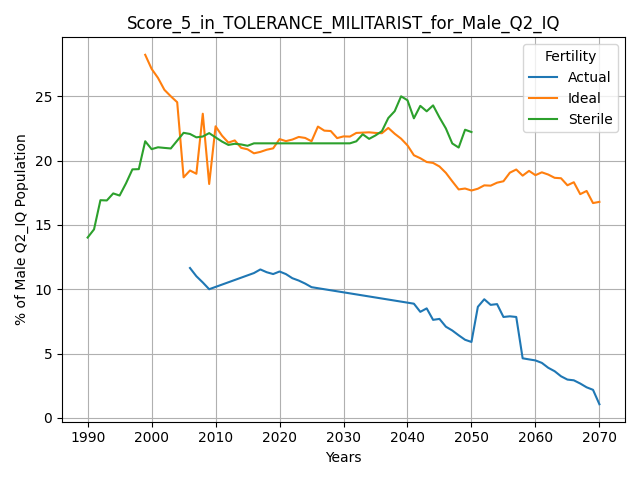 Score_5_in_TOLERANCE_MILITARIST_for_Male_Q2_IQ
Fertility
Actual
Ideal
Sterile
% of Male Q2_IQ Population
25
20
15
10
5
0
1990 2000 2010 2020 2030 2040 2050 2060 2070
Years